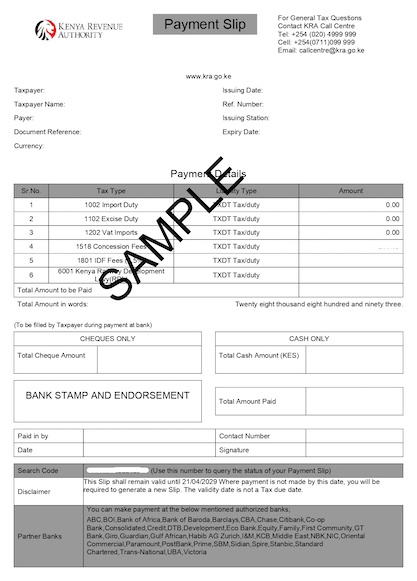 KENYA REVENUE
AUTHORITY
Payment Slip
For General Tax Questions
Contact KRA Call Centre
Tel: +254 (020) 4999 999
Cell: +254(0711)099 999
Email: callcentre@kra.go.ke
www.kra.go.ke
Taxpayer:
Issuing Date:
Taxpayer Name:
Ref. Number:
Payer:
Issuing Station:
Document Reference:
Expiry Date:
Currency:
Payment Details
SAMPLE
Sr No. Tax Type Liability Type Amount
1 1002 Import Duty TXDT Tax/duty 0.00
2 1102 Excise Duty TXDT Tax/duty 0.00
3 1202 Vat Imports TXDT Tax/duty 0.00
4 1518 Concession Fees TXDT Tax/duty
5 1801 IDF Fees TXDT Tax/duty
6 6001 Kenya Railway Development TXDT Tax/duty
Total Amount to be Paid
Total Amount in words: Twenty eight thousand eight hundred and ninety three.
(To be filled by Taxpayer during payment at bank)
CHEQUES ONLY
Total Cheque Amount
CASH ONLY
Total Cash Amount (KES)
BANK STAMP AND ENDORSEMENT
Total Amount Paid
Paid in by
Contact Number
Date
Signature
Search Code (Use this number to query the status of your Payment Slip)
Disclaimer
This Slip shall remain valid until 21/04/2029 Where payment is not made by this date, you will be
required to generate a new Slip. The validity date is not a Tax due date.
Partner Banks
You can make payment at the below mentioned authorized banks;
ABC,BOI,Bank of Africa,Bank of Baroda,Barclays,CBA,Chase,Citibank,Co-op
Bank,Consolidated,Credit,DTB,Development,Eco Bank,Equity,Family,First Community,GT
Bank,Giro,Guardian,Gulf African,Habib AG Zurich,I&M,KCB,Middle East,NBK,NIC,Oriental
Commercial,Paramount,PostBank,Prime,SBM,Sidian,Spire,Stanbic,Standard
Chartered,Trans-National,UBA,Victoria